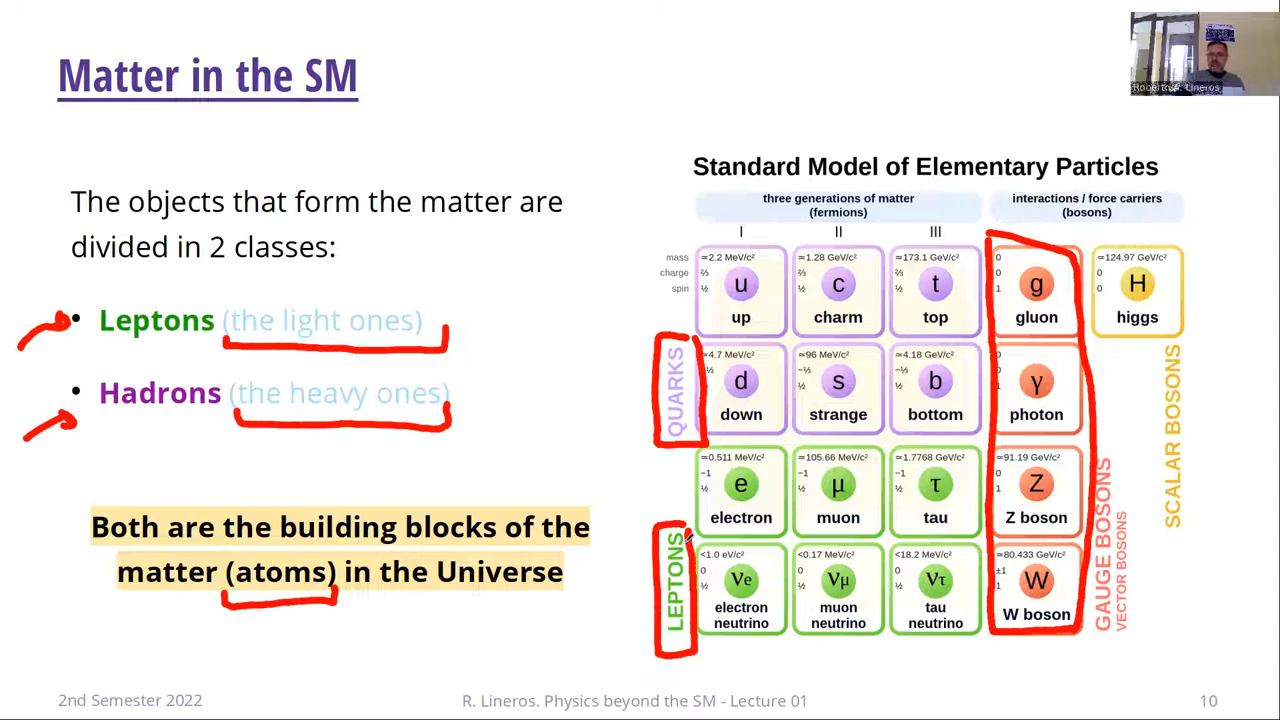 Matter in the SM
Roberto A. Lineros
The objects that form the matter are
divided in 2 classes:
• Leptons (the light ones)
• Hadrons (the heavy ones)
Both are the building blocks of the
matter (atoms) in the Universe
Standard Model of Elementary Particles
three generations of matter
(fermions)
interactions / force carriers
(bosons)
I II III
mass
charge
spin
≃2.2 MeV/c²
⅔
½
u
up
≃1.28 GeV/c²
⅔
½
c
charm
≃173.1 GeV/c²
⅔
½
t
top
0
0
1
g
gluon
≃124.97 GeV/c²
0
0
H
higgs
QUARKS
≃4.7 MeV/c²
−⅓
½
d
down
≃96 MeV/c²
−⅓
½
s
strange
≃4.18 GeV/c²
−⅓
½
b
bottom
0
0
1
γ
photon
SCALAR BOSONS
LEPTONS
≃0.511 MeV/c²
−1
½
e
electron
≃105.66 MeV/c²
−1
½
μ
muon
≃1.7768 GeV/c²
−1
½
τ
tau
≃91.19 GeV/c²
0
1
Z
Z boson
<1.0 eV/c²
0
½
νe
electron
neutrino
<0.17 MeV/c²
0
½
νμ
muon
neutrino
<18.2 MeV/c²
0
½
ντ
tau
neutrino
≃80.433 GeV/c²
±1
1
W
W boson
GAUGE BOSONS
VECTOR BOSONS
2nd Semester 2022
R. Lineros. Physics beyond the SM - Lecture 01
10